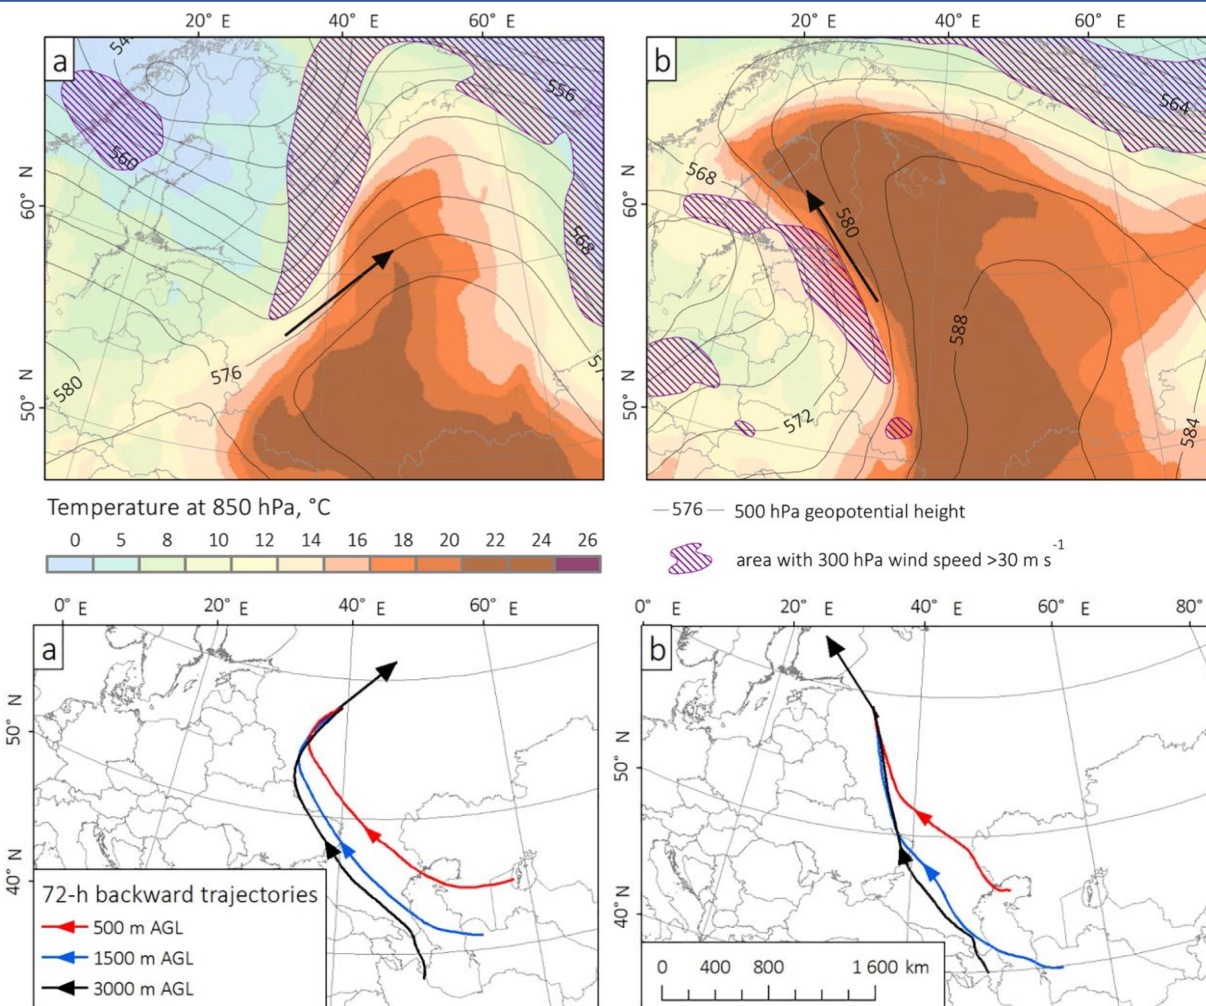 20° E 40° E 60° E
20° E 40° E 60° E
a
b
60° N
50° N
60° N
50° N
556
560
568
576
580
564
568
580
588
572
584
Temperature at 850 hPa, °C
0 5 8 10 12 14 16 18 20 22 24 26
—576— 500 hPa geopotential height
area with 300 hPa wind speed >30 m s⁻¹
0° E 20° E 40° E 60° E
0° E 20° E 40° E 60° E 80°
a
b
50° N
40° N
50° N
40° N
72-h backward trajectories
500 m AGL
1500 m AGL
3000 m AGL
0 400 800 1 600 km